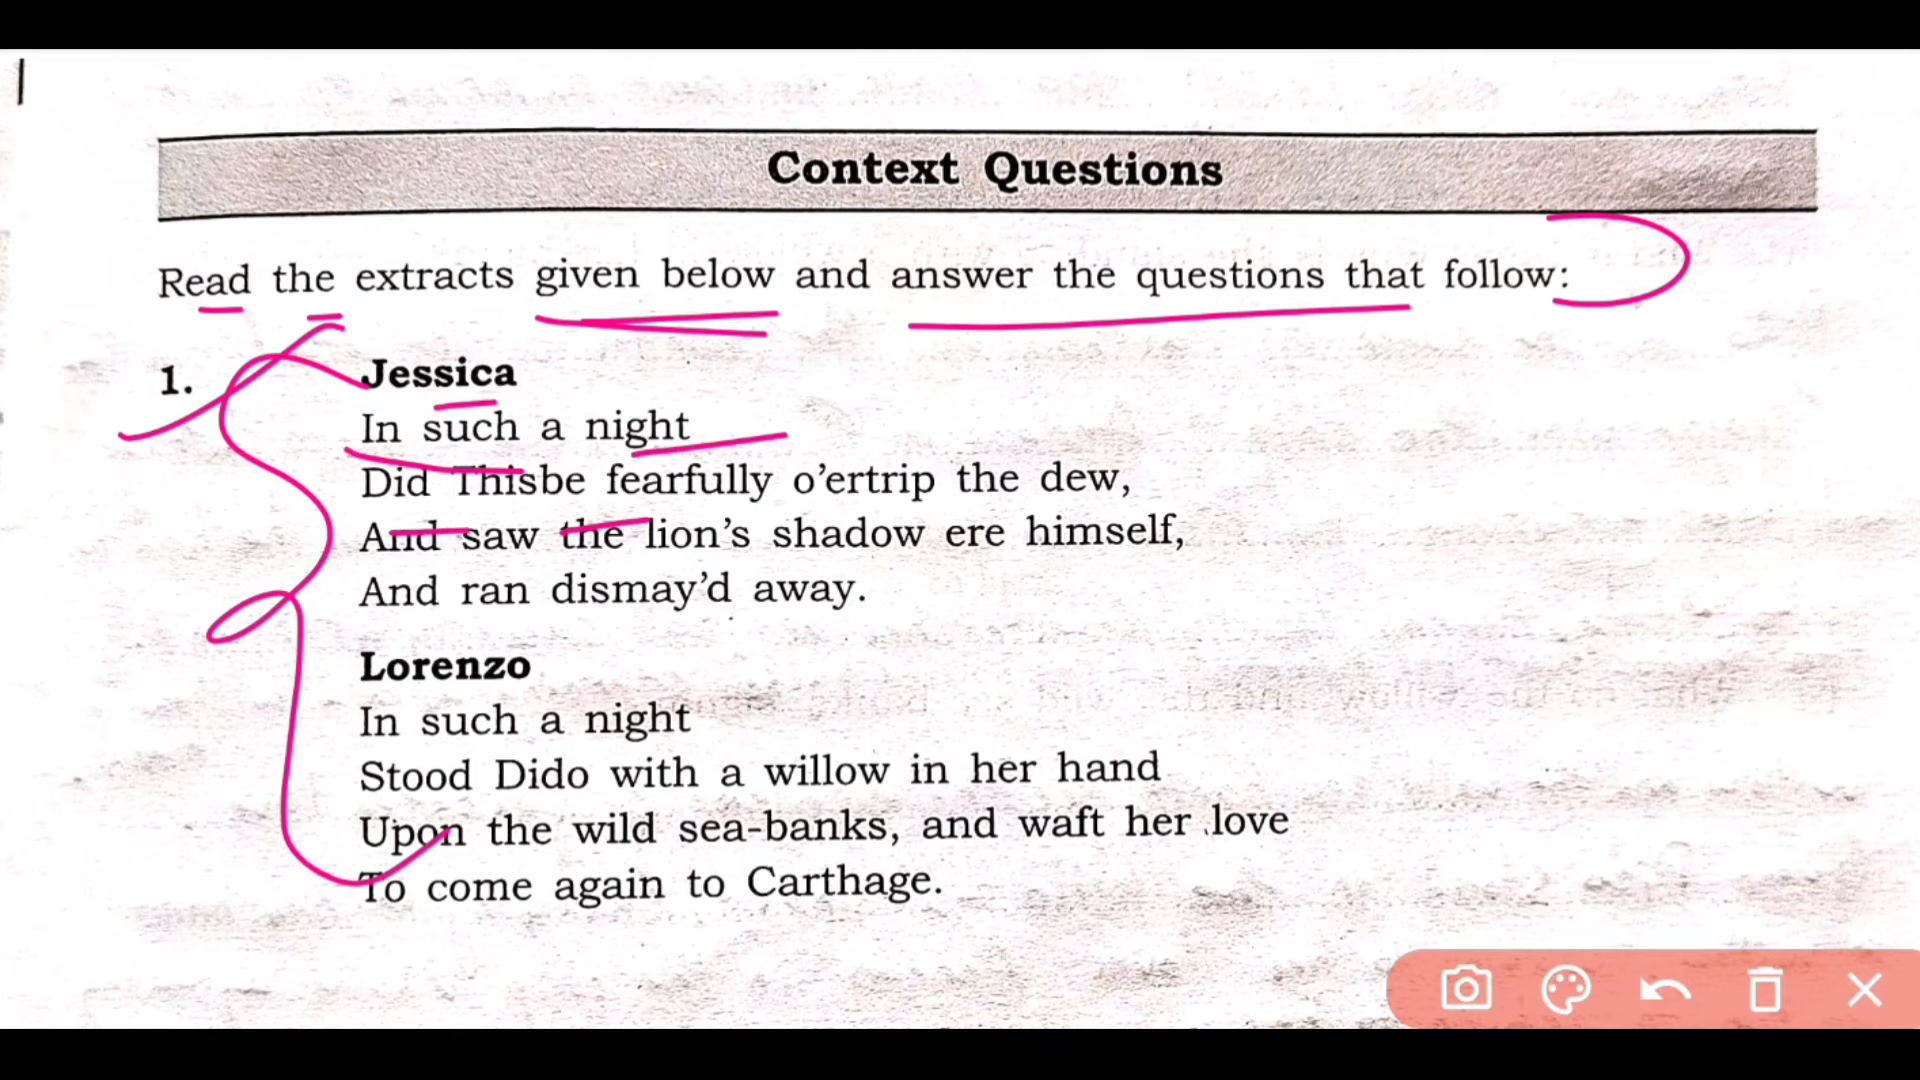 Context Questions
Read the extracts given below and answer the questions that follow:
1. Jessica
In such a night
Did Thisbe fearfully o'ertrip the dew,
And saw the lion's shadow ere himself,
And ran dismay'd away.
Lorenzo
In such a night
Stood Dido with a willow in her hand
Upon the wild sea-banks, and waft her love
To come again to Carthage.